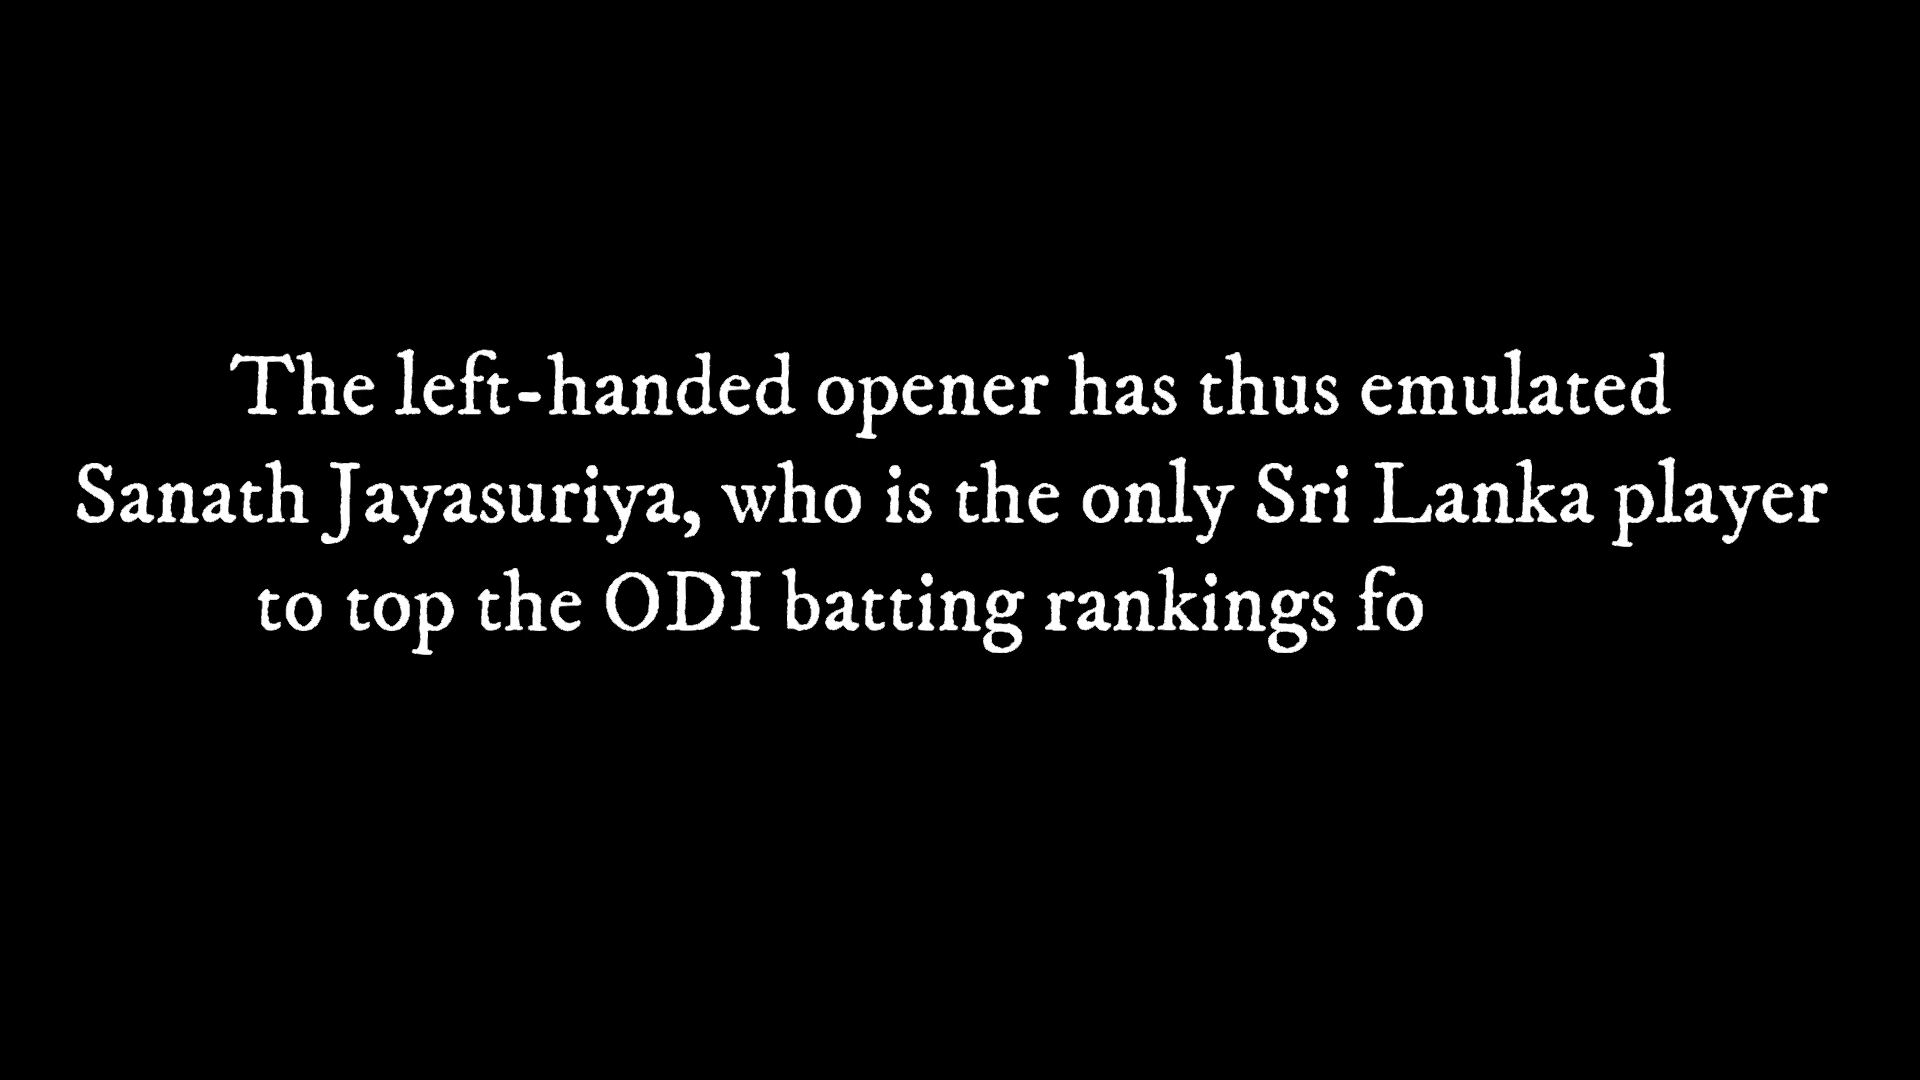 The left-handed opener has thus emulated
Sanath Jayasuriya, who is the only Sri Lanka player
to top the ODI batting rankings fo